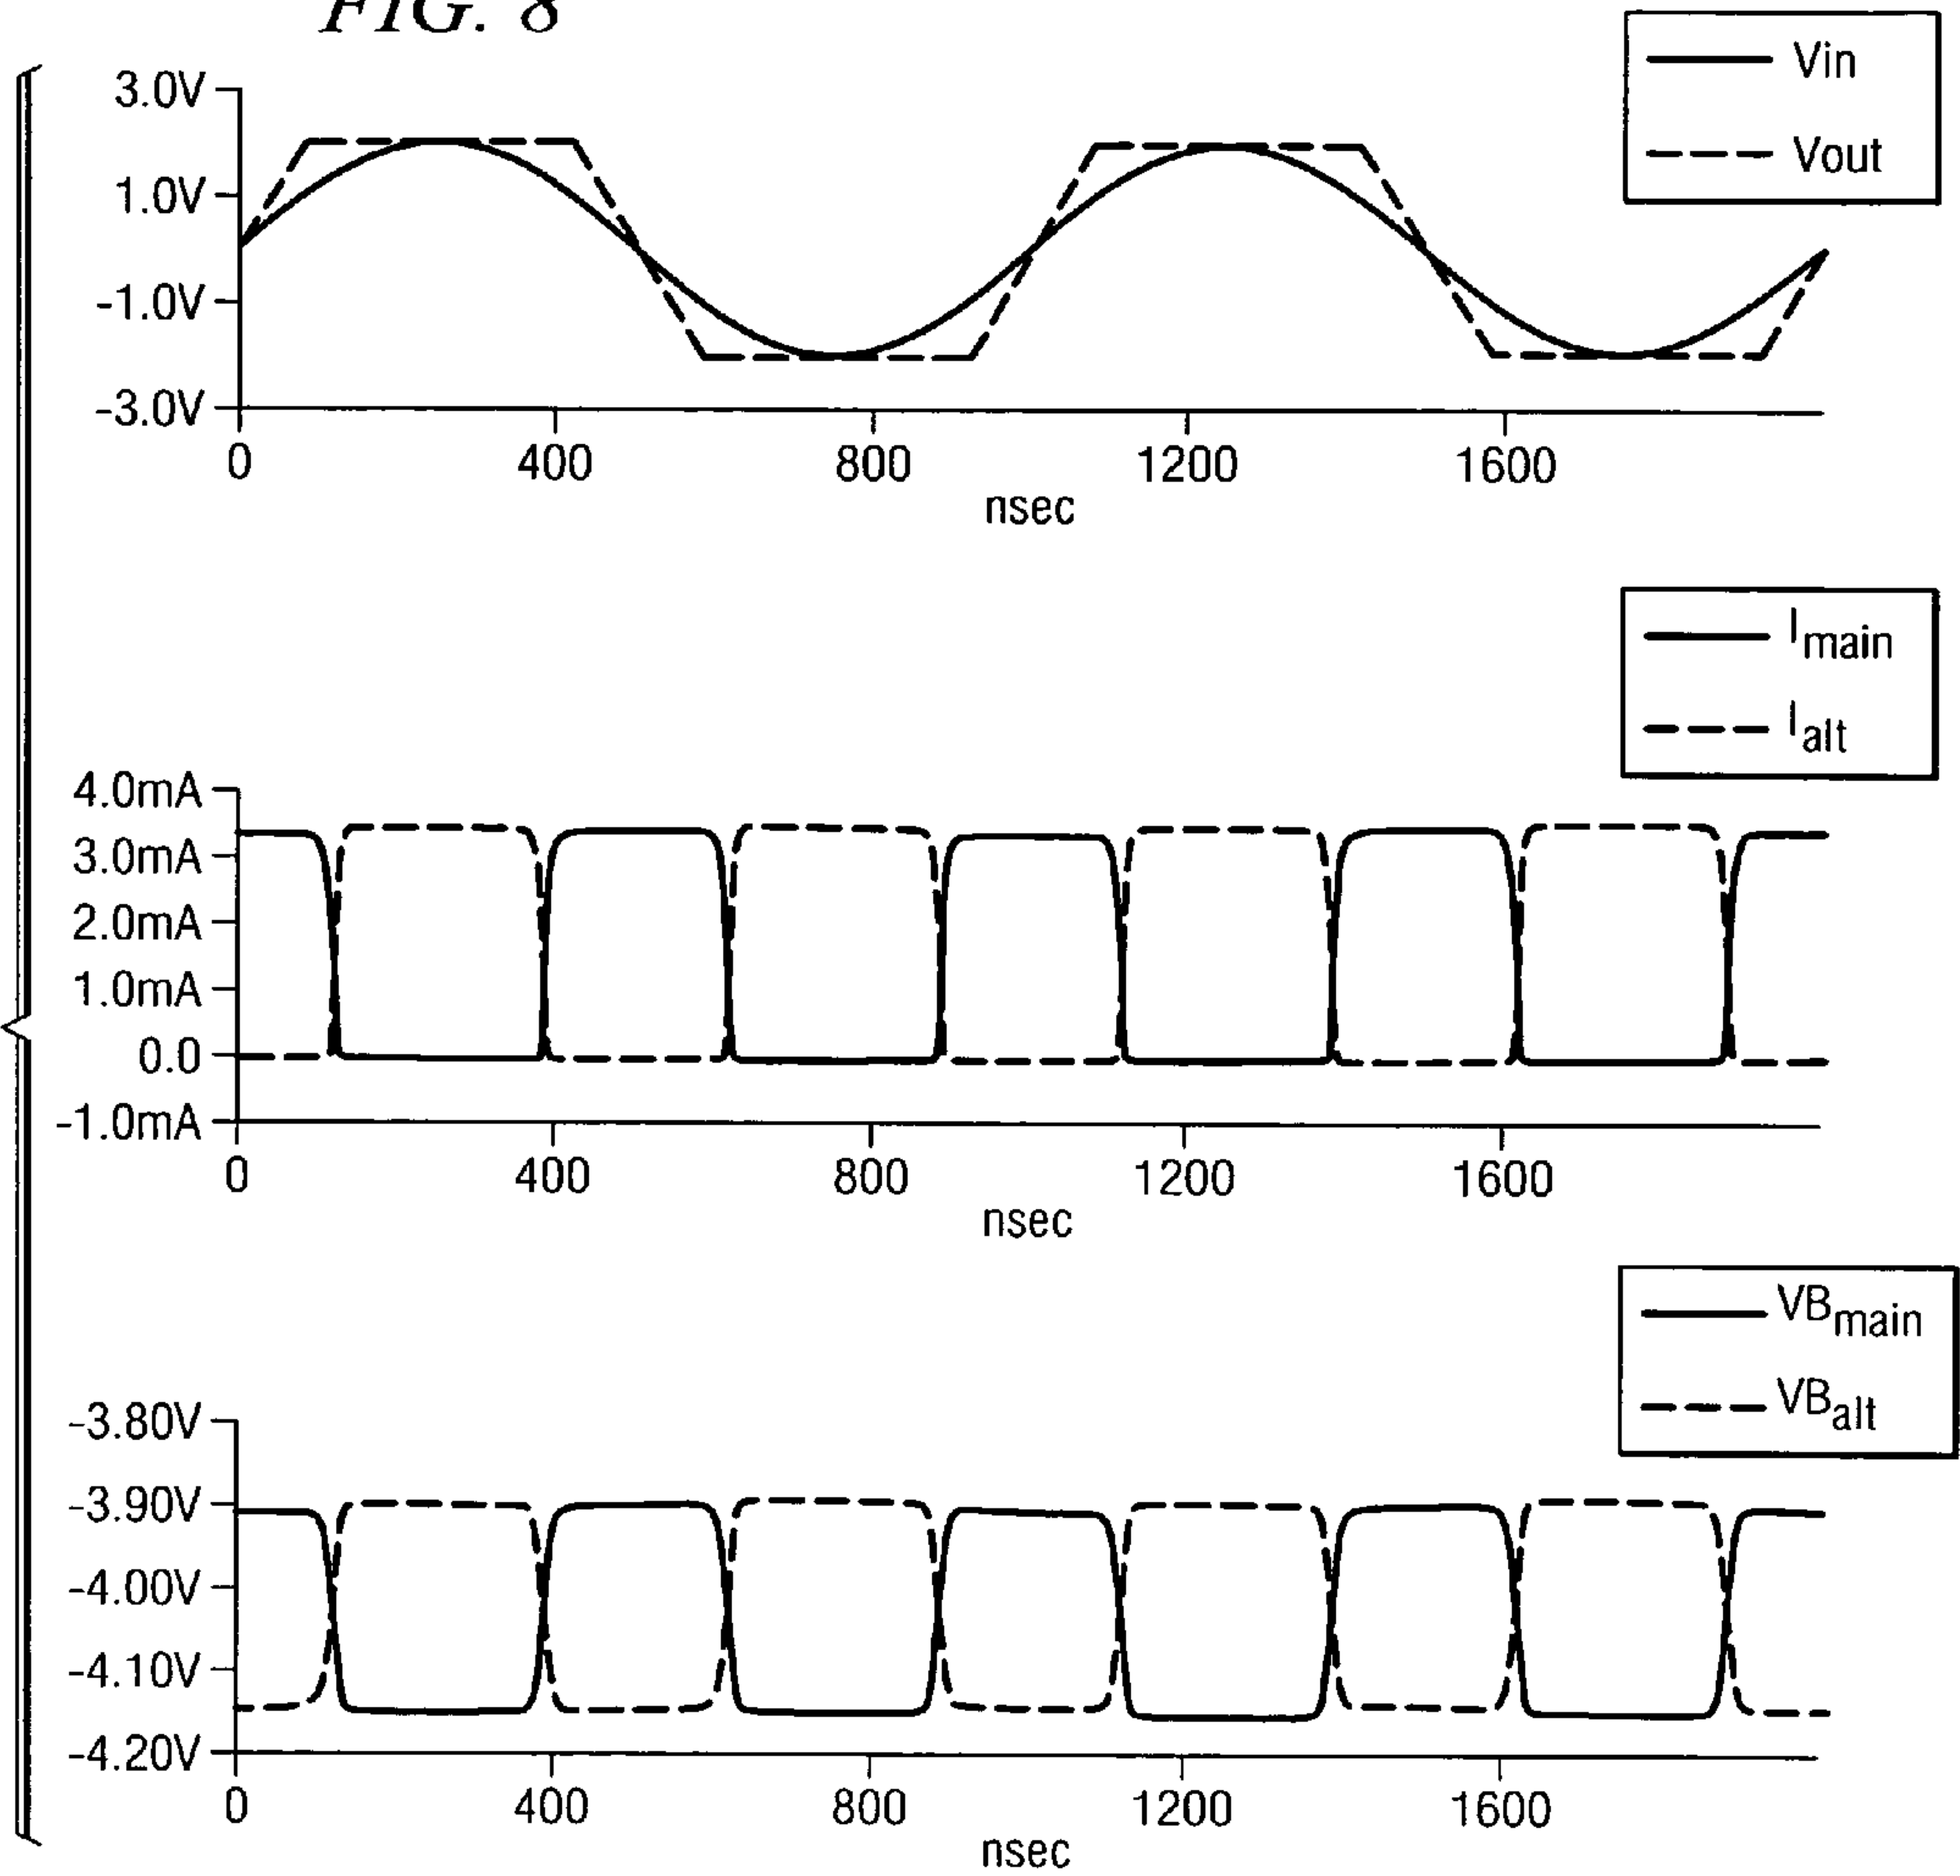 FIG. 8
Vin
Vout
3.0V
1.0V
-1.0V
-3.0V
0 400 800 1200 1600
nsec
Imain
Ialt
4.0mA
3.0mA
2.0mA
1.0mA
0.0
-1.0mA
0 400 800 1200 1600
nsec
VBmain
VBalt
-3.80V
-3.90V
-4.00V
-4.10V
-4.20V
0 400 800 1200 1600
nsec